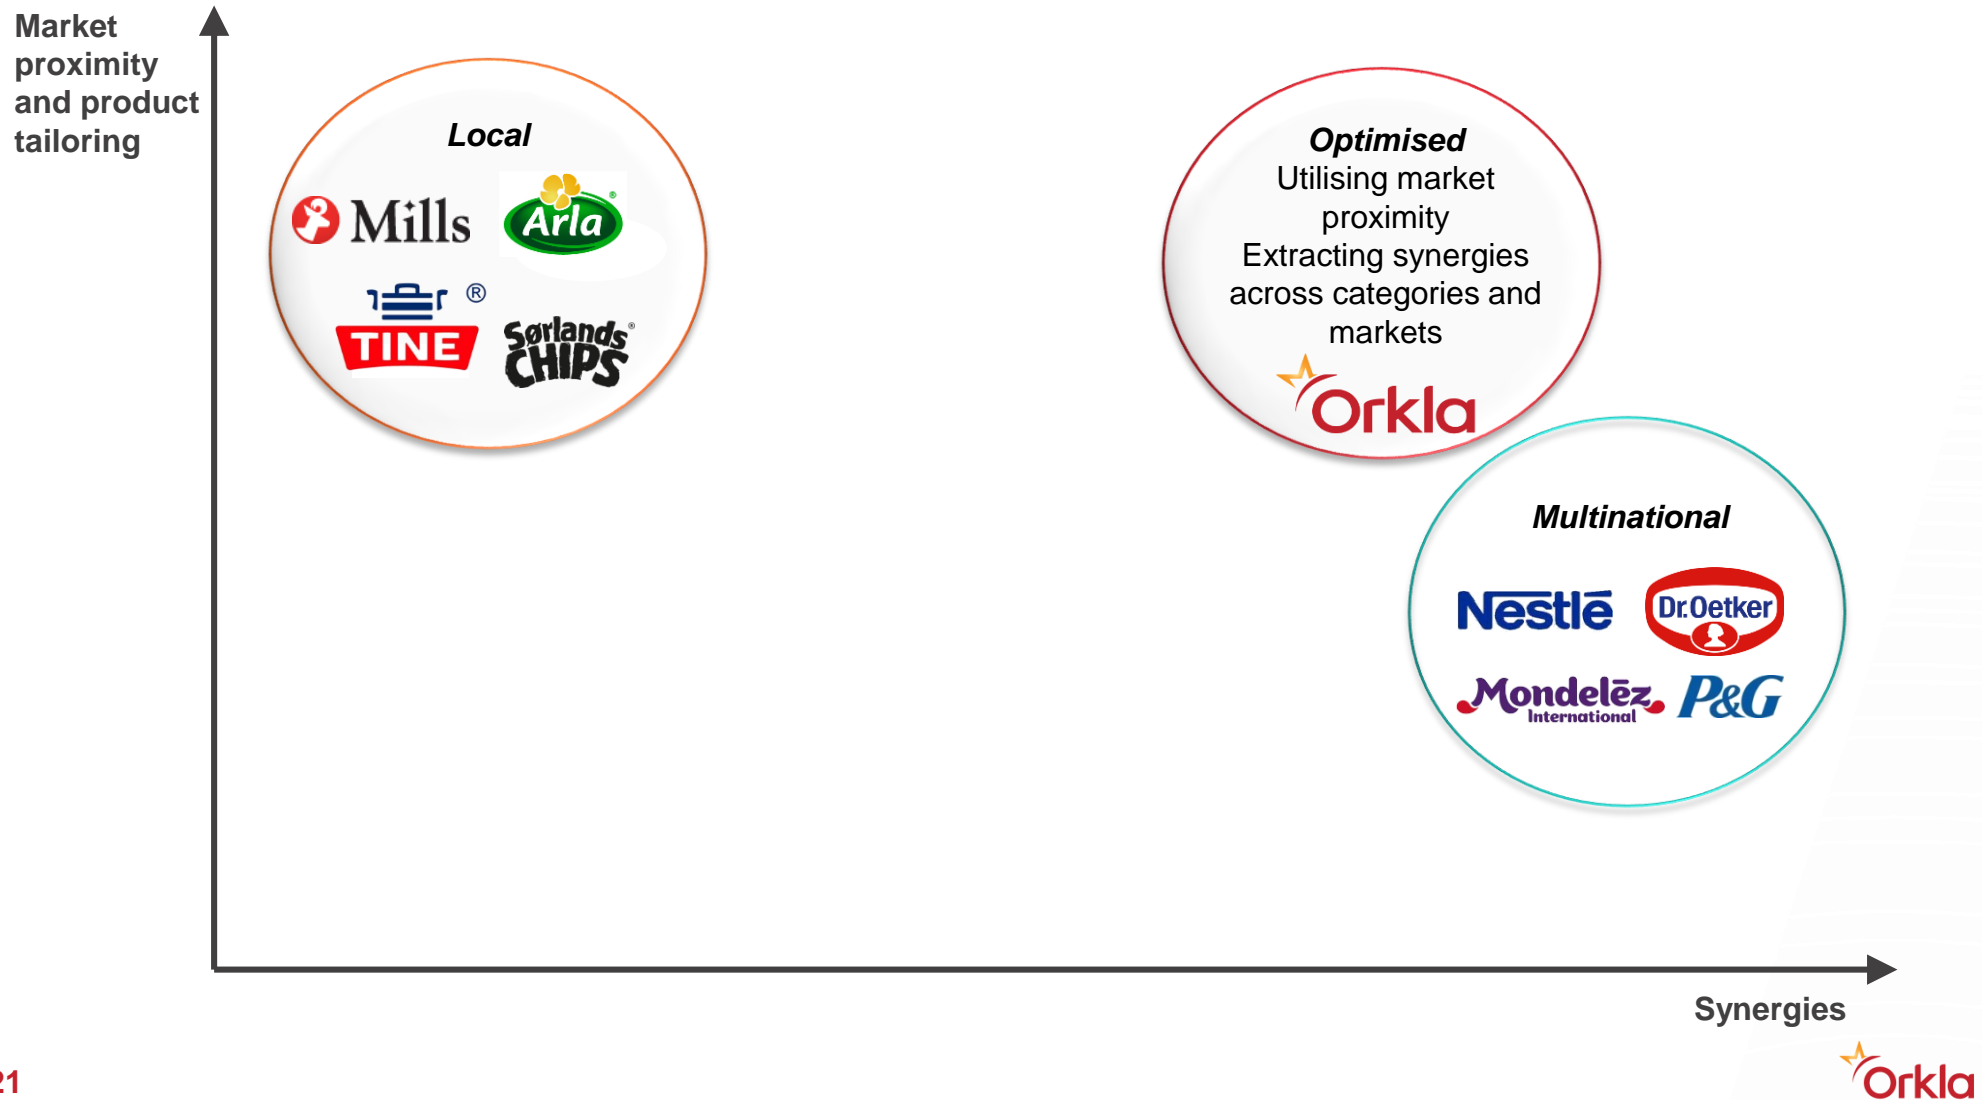 Market
proximity
and product
tailoring
Local
Mills
Arla
®
TINE
®
Sørlands®
CHIPS
Optimised
Utilising market
proximity
Extracting synergies
across categories and
markets
Orkla
Multinational
Nestlé
Dr.Oetker
Mondelēz
International
P&G
Synergies
21
Orkla